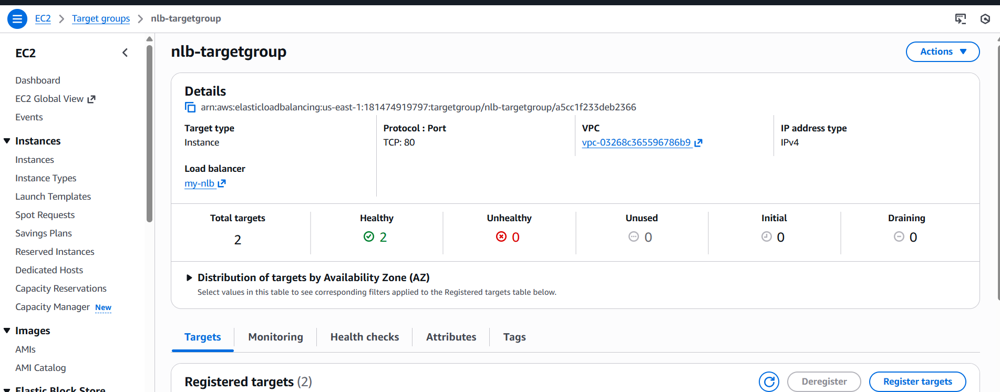 EC2 > Target groups > nlb-targetgroup
EC2
Dashboard
EC2 Global View
Events
Instances
Instances
Instance Types
Launch Templates
Spot Requests
Savings Plans
Reserved Instances
Dedicated Hosts
Capacity Reservations
Capacity Manager New
Images
AMIs
AMI Catalog
Elastic Block Store
nlb-targetgroup
Actions
Details
arn:aws:elasticloadbalancing:us-east-1:181474919797:targetgroup/nlb-targetgroup/a5cc1f233deb2366
Target type
Instance
Protocol : Port
TCP: 80
VPC
vpc-03268c365596786b9
IP address type
IPv4
Load balancer
my-nlb
Total targets
2
Healthy
2
Unhealthy
0
Unused
0
Initial
0
Draining
0
Distribution of targets by Availability Zone (AZ)
Select values in this table to see corresponding filters applied to the Registered targets table below.
Targets
Monitoring
Health checks
Attributes
Tags
Registered targets (2)
Deregister
Register targets